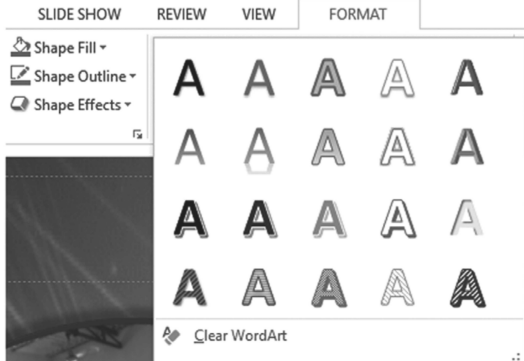 SLIDE SHOW REVIEW VIEW FORMAT
Shape Fill
Shape Outline
Shape Effects
A A A A A
A A A A A
A A A A A
A A A A A
Clear WordArt